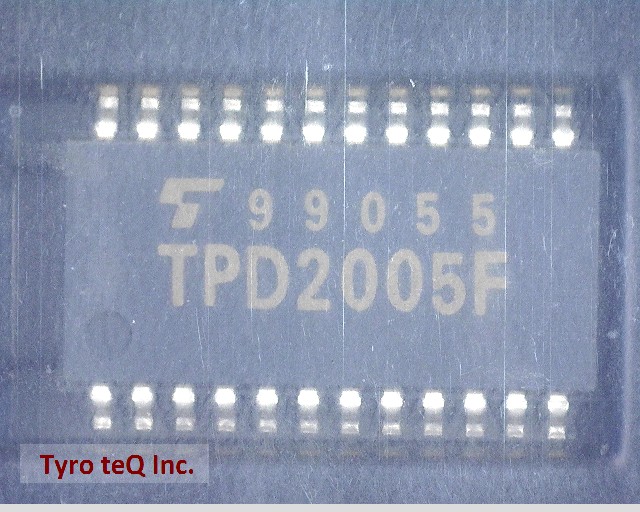 99055
TPD2005F
Tyro teQ Inc.